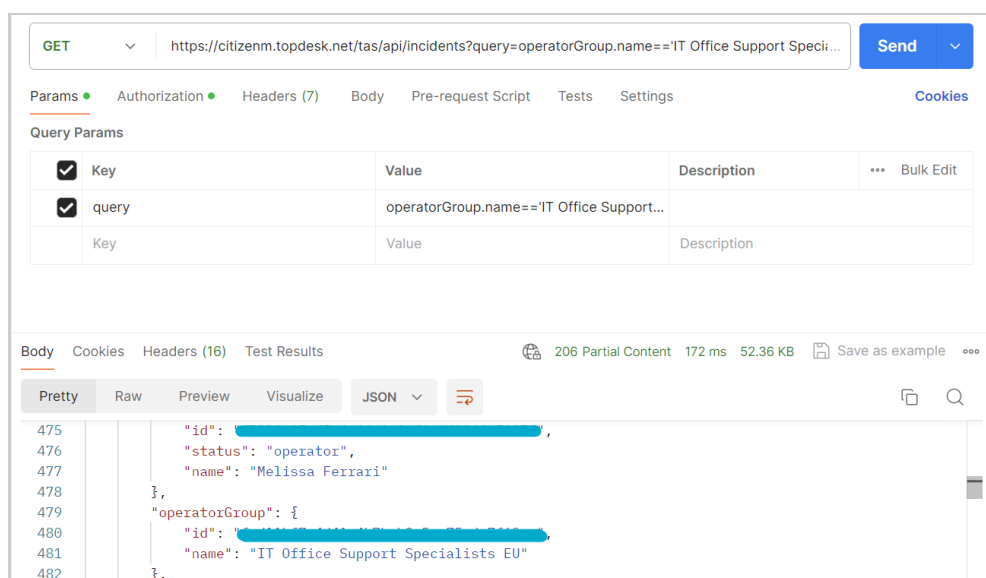 GET https://citizenm.topdesk.net/tas/api/incidents?query=operatorGroup.name=='IT Office Support Speci... Send
Params Authorization Headers (7) Body Pre-request Script Tests Settings Cookies
Query Params
Key Value Description ••• Bulk Edit
query operatorGroup.name=='IT Office Support...
Key Value Description
Body Cookies Headers (16) Test Results 206 Partial Content 172 ms 52.36 KB Save as example
Pretty Raw Preview Visualize JSON
475 "id": " ",
476 "status": "operator",
477 "name": "Melissa Ferrari"
478 },
479 "operatorGroup": {
480 "id": " ",
481 "name": "IT Office Support Specialists EU"
482 },